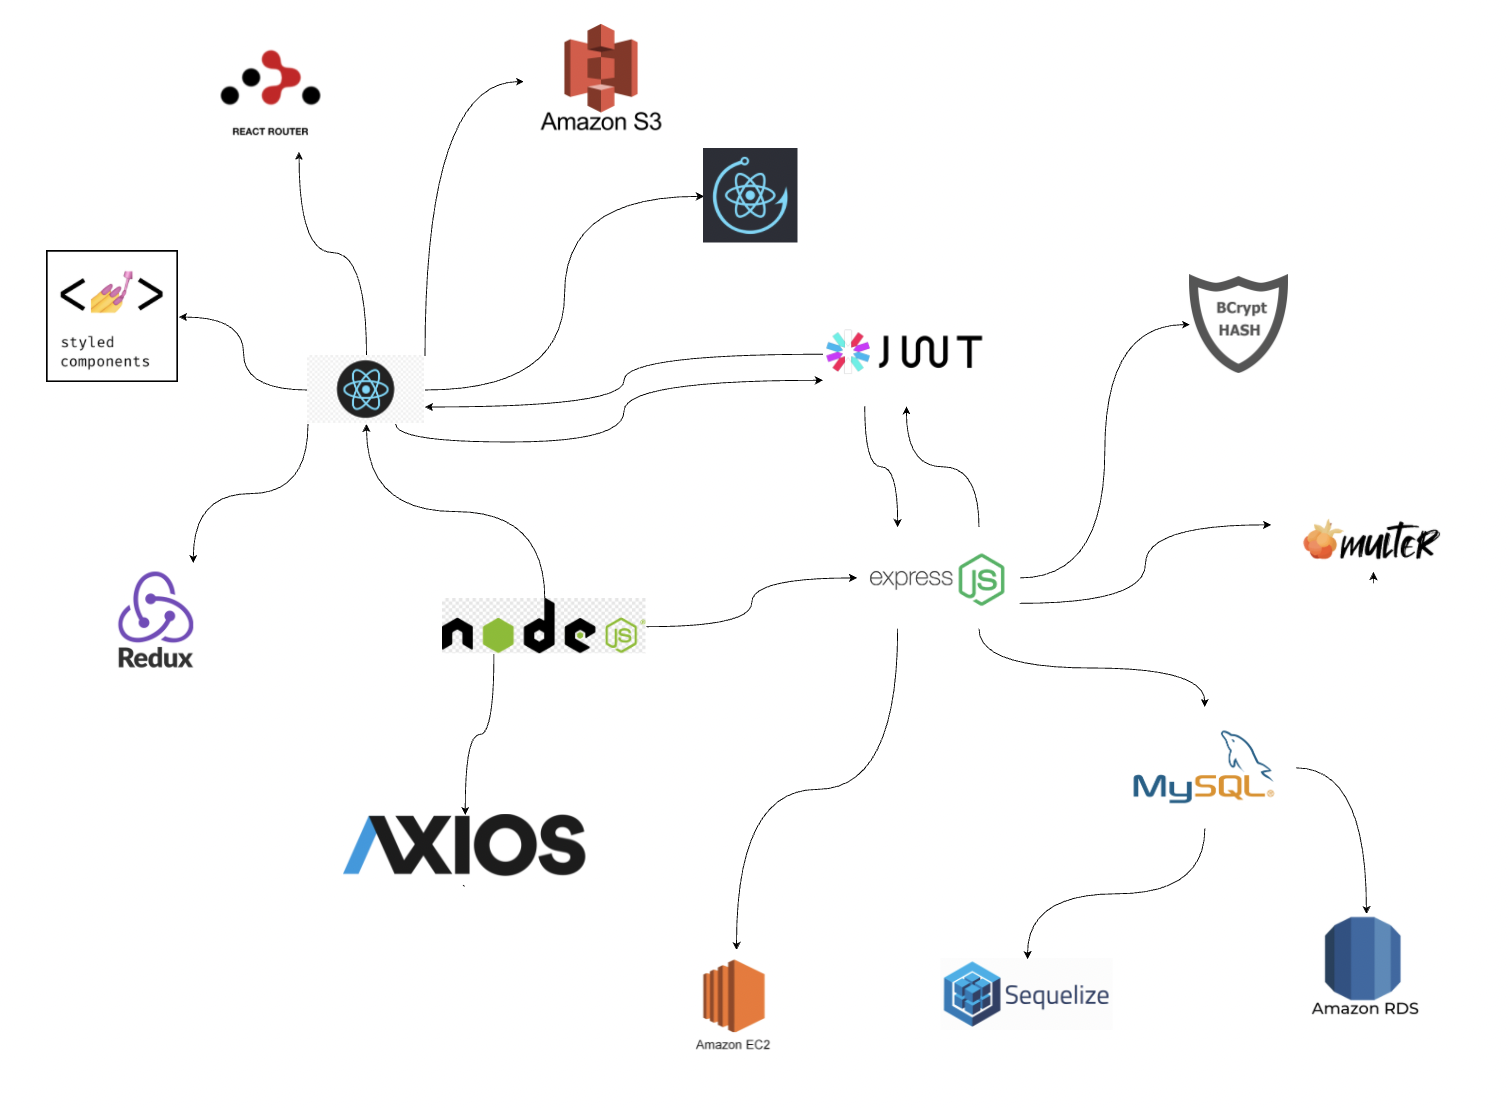 Amazon S3
REACT ROUTER
< >
styled
components
BCrypt
HASH
JWT
MULTER
express JS
Redux
node JS
MySQL®
AXIOS
Sequelize
Amazon RDS
Amazon EC2